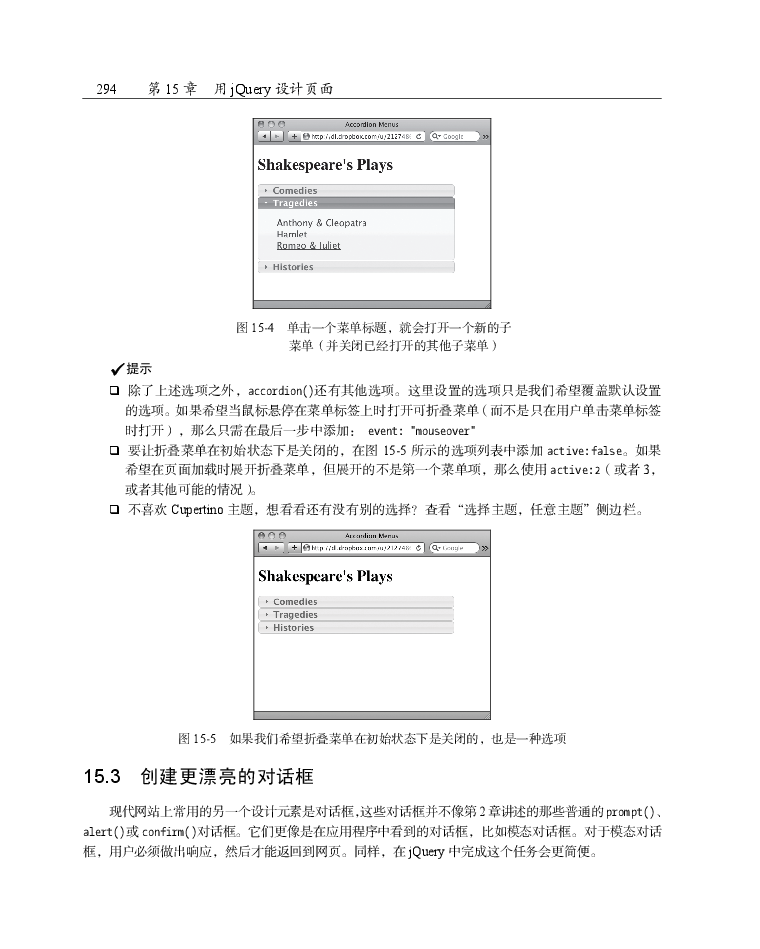 294 第 15 章 用 jQuery 设计页面
Accordion Menus
http://dl.dropbox.com/u/212748 Google
Shakespeare's Plays
Comedies
Tragedies
Anthony & Cleopatra
Hamlet
Romeo & Juliet
Histories
图 15-4 单击一个菜单标题，就会打开一个新的子
菜单（并关闭已经打开的其他子菜单）
✓提示
❑ 除了上述选项之外，accordion()还有其他选项。这里设置的选项只是我们希望覆盖默认设置
的选项。如果希望当鼠标悬停在菜单标签上时打开可折叠菜单（而不是只在用户单击菜单标签
时打开），那么只需在最后一步中添加： event: "mouseover"
❑ 要让折叠菜单在初始状态下是关闭的，在图 15-5 所示的选项列表中添加 active:false。如果
希望在页面加载时展开折叠菜单，但展开的不是第一个菜单项，那么使用 active:2（或者 3，
或者其他可能的情况）。
❑ 不喜欢 Cupertino 主题，想看看还有没有别的选择？查看“选择主题，任意主题”侧边栏。
Accordion Menus
http://dl.dropbox.com/u/212748 Google
Shakespeare's Plays
Comedies
Tragedies
Histories
图 15-5 如果我们希望折叠菜单在初始状态下是关闭的，也是一种选项
15.3 创建更漂亮的对话框
现代网站上常用的另一个设计元素是对话框,这些对话框并不像第 2 章讲述的那些普通的 prompt()、
alert()或 confirm()对话框。它们更像是在应用程序中看到的对话框，比如模态对话框。对于模态对话
框，用户必须做出响应，然后才能返回到网页。同样，在 jQuery 中完成这个任务会更简便。